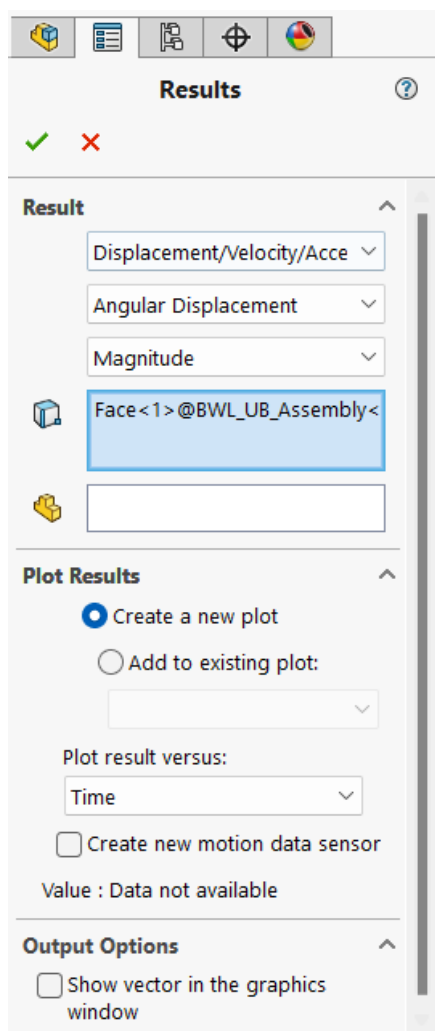 Results
Result
Displacement/Velocity/Acce
Angular Displacement
Magnitude
Face<1>@BWL_UB_Assembly<
Plot Results
Create a new plot
Add to existing plot:
Plot result versus:
Time
Create new motion data sensor
Value : Data not available
Output Options
Show vector in the graphics
window